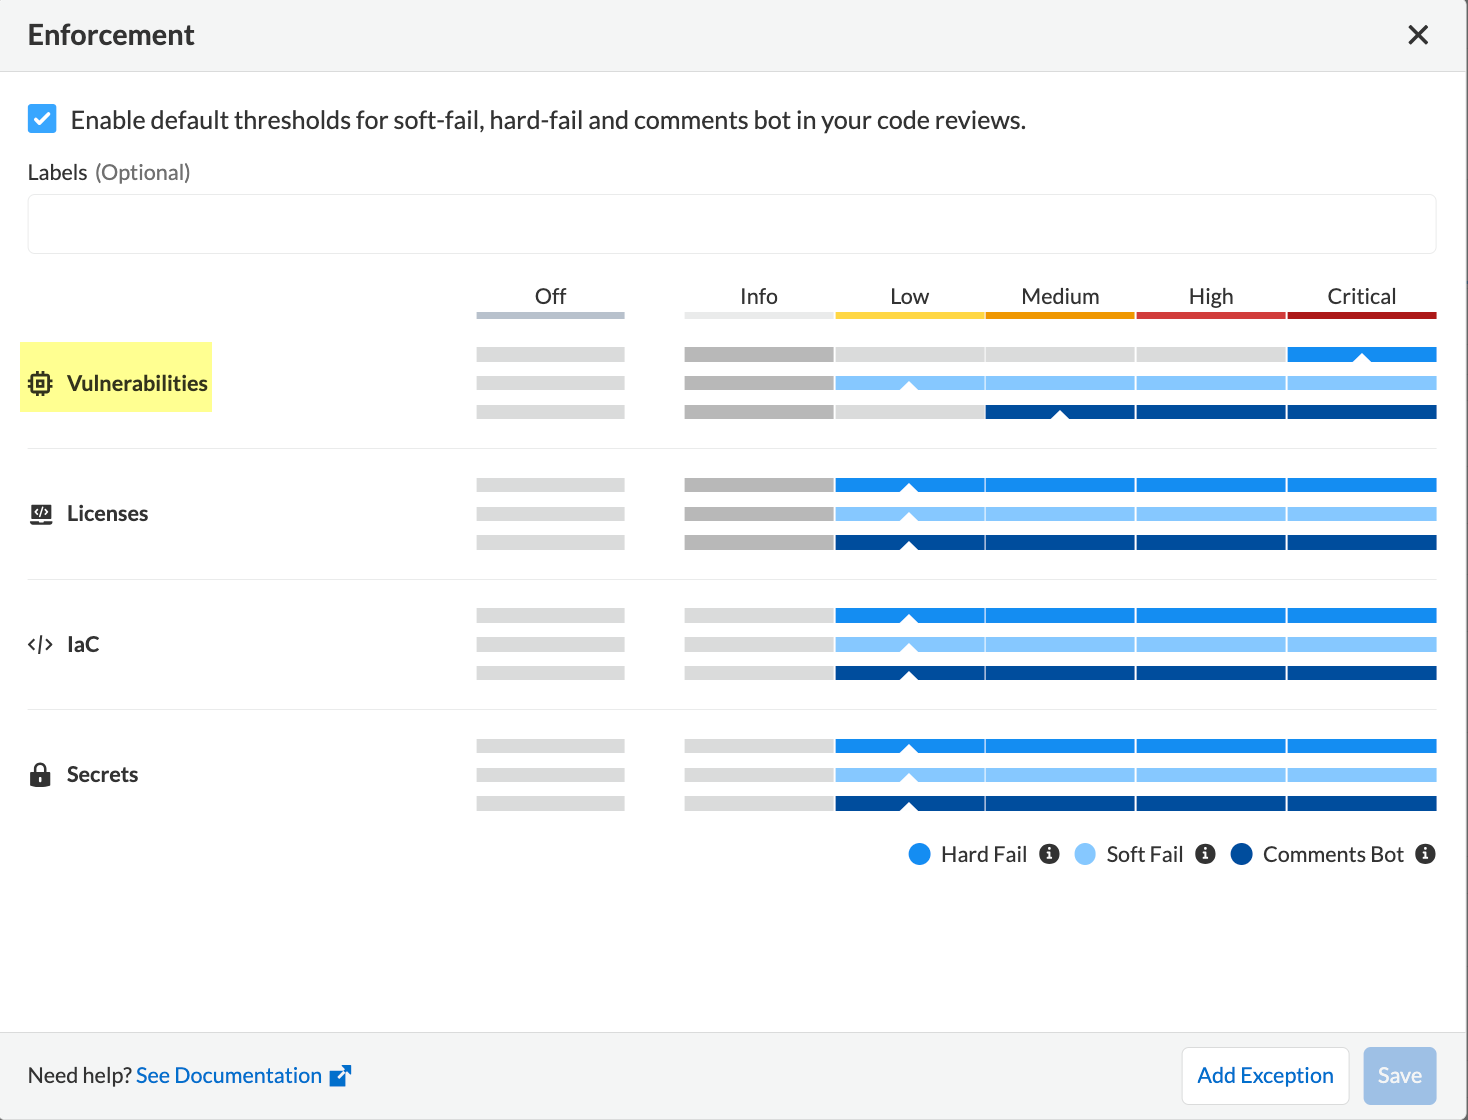 Enforcement
Enable default thresholds for soft-fail, hard-fail and comments bot in your code reviews.
Labels (Optional)
Off Info Low Medium High Critical
Vulnerabilities
Licenses
IaC
Secrets
Hard Fail Soft Fail Comments Bot
Need help? See Documentation Add Exception Save